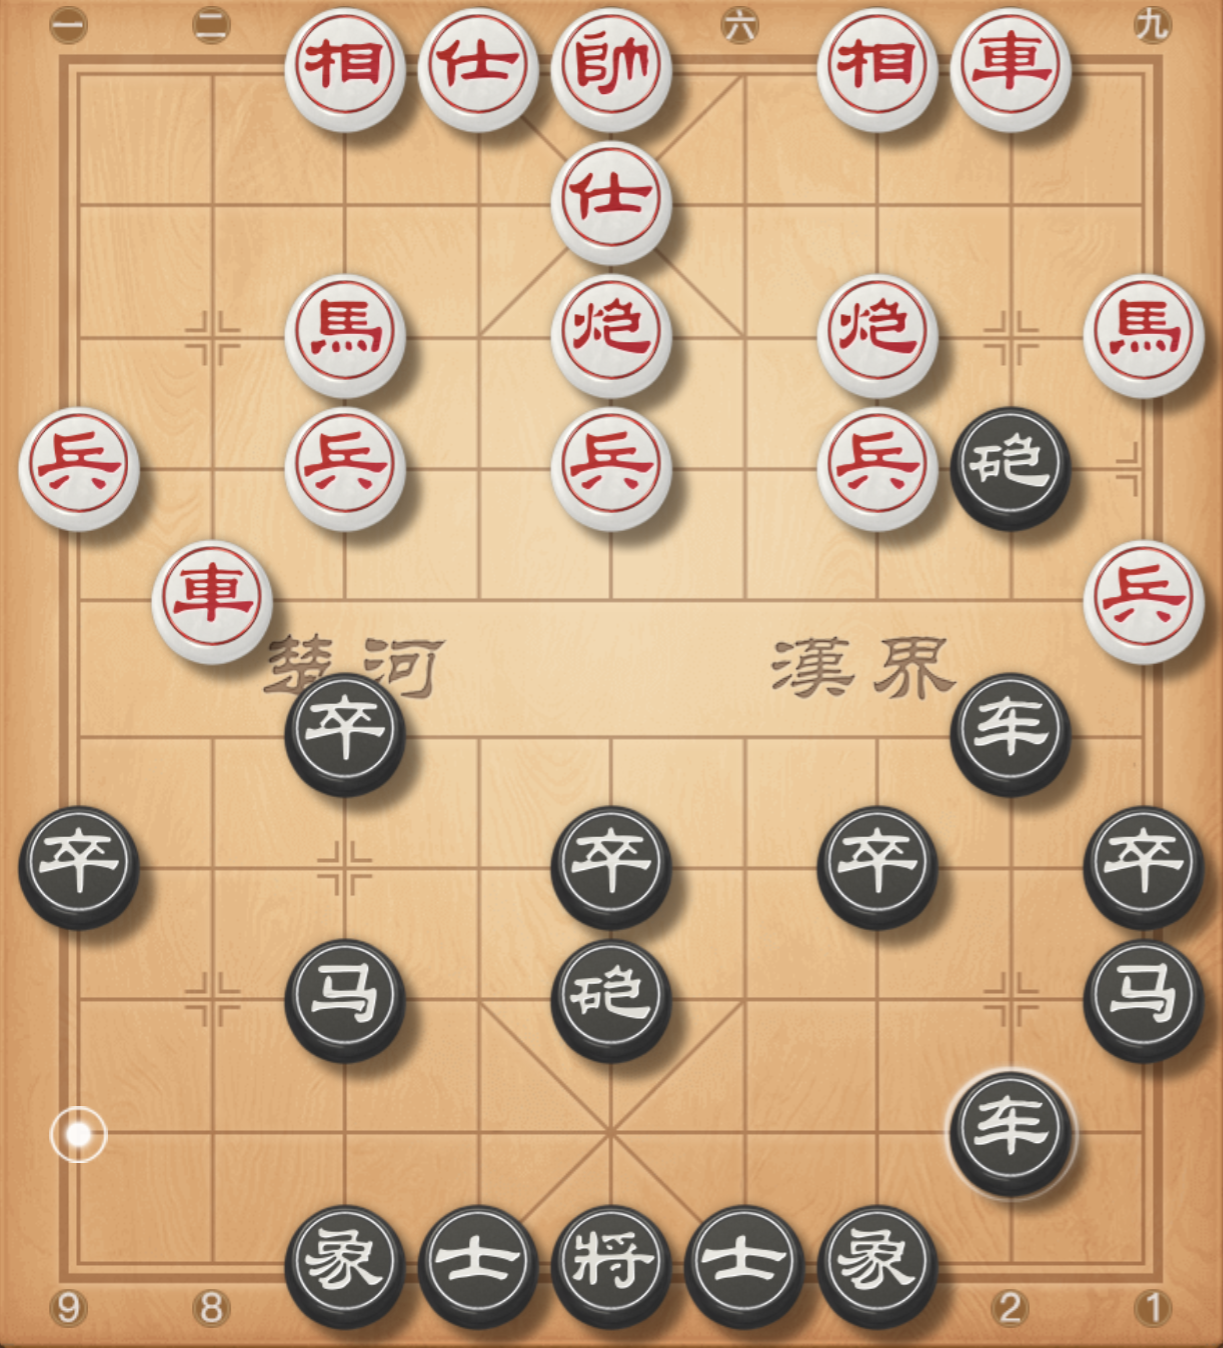 一 二 六 九
相 仕 帥 相 車
仕
馬 炮 炮 馬
兵 兵 兵 兵 砲
車 兵
楚河 漢界
卒 车
卒 卒 卒 卒
马 砲 马
车
象 士 将 士 象
9 8 2 1